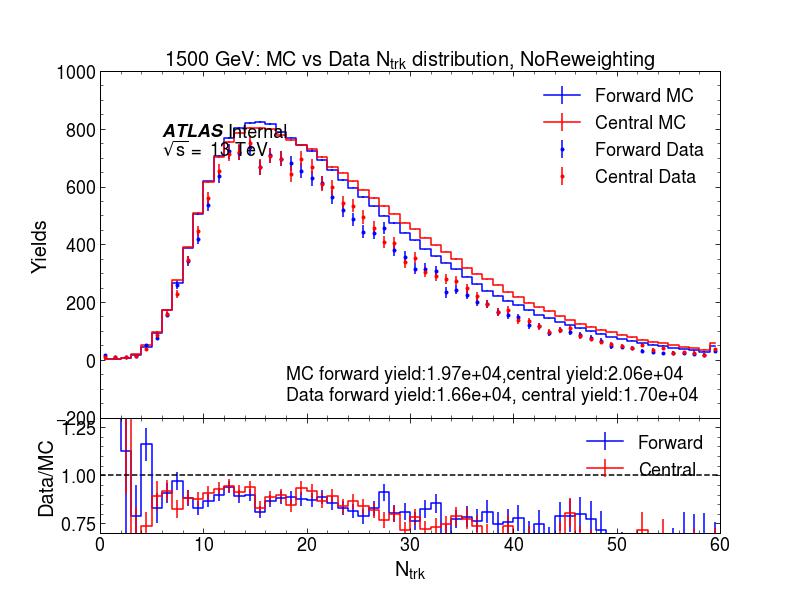 1500 GeV: MC vs Data Ntrk distribution, NoReweighting
1000
800
600
400
200
0
-200
Yields
ATLAS Internal
√s = 13 TeV
Forward MC
Central MC
Forward Data
Central Data
MC forward yield:1.97e+04,central yield:2.06e+04
Data forward yield:1.66e+04, central yield:1.70e+04
1.25
1.00
0.75
Data/MC
Forward
Central
0 10 20 30 40 50 60
Ntrk